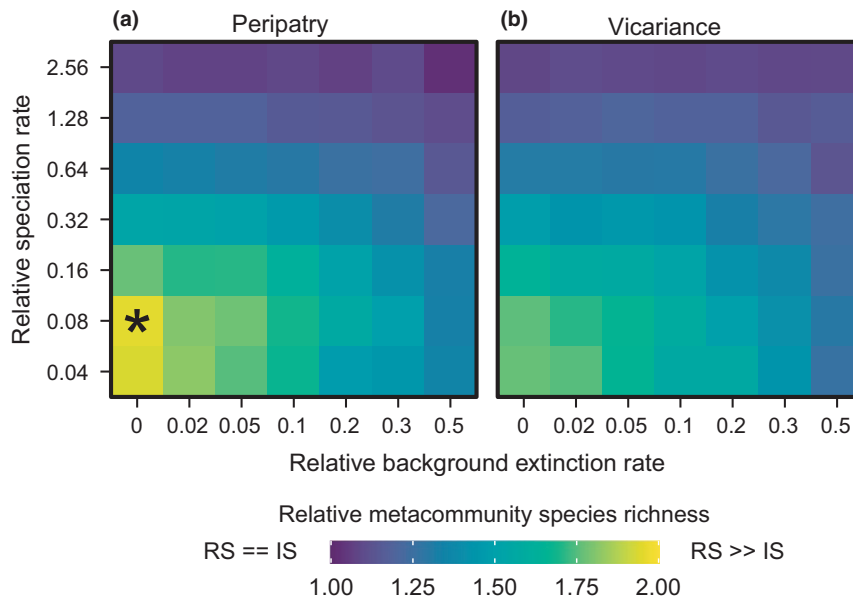 (a) Peripatry (b) Vicariance
Relative speciation rate
2.56
1.28
0.64
0.32
0.16
0.08
0.04
*
0 0.02 0.05 0.1 0.2 0.3 0.5 0 0.02 0.05 0.1 0.2 0.3 0.5
Relative background extinction rate
Relative metacommunity species richness
RS == IS RS >> IS
1.00 1.25 1.50 1.75 2.00